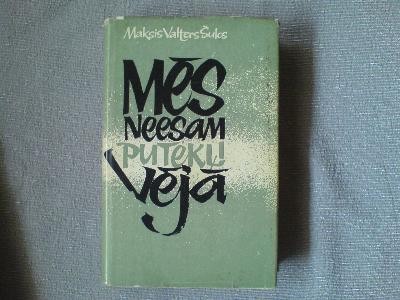 Maksis Valters Šulcs
Mēs
NEESAM
PUTEKĻI
Vējā